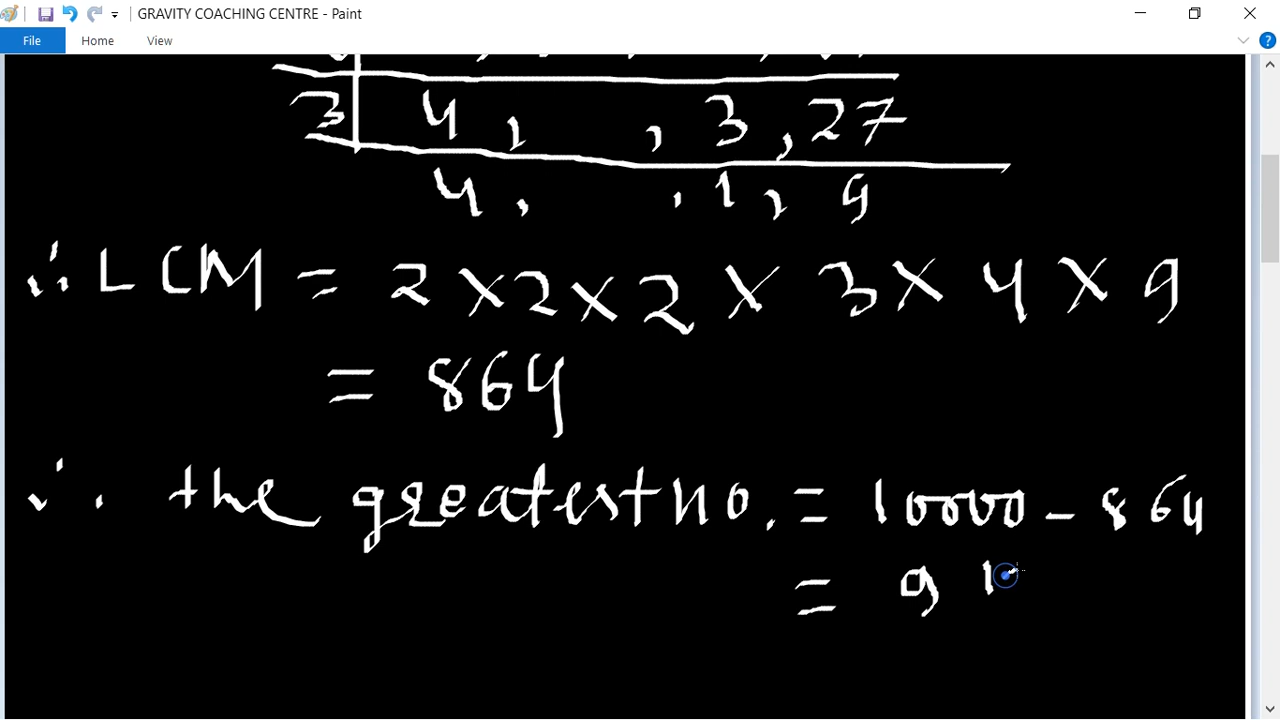 GRAVITY COACHING CENTRE - Paint
File Home View
3 | 4, , 3, 27
4, , 1, 9
∴ LCM = 2 × 2 × 2 × 3 × 4 × 9
= 864
∴ the greatest no. = 10000 - 864
= 91